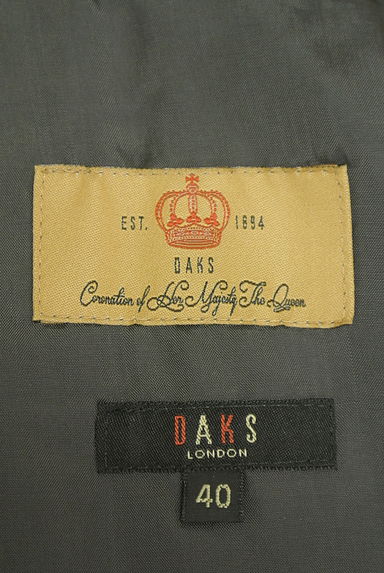 EST. 1894
DAKS
Coronation of Her Majesty The Queen
DAKS
LONDON
40